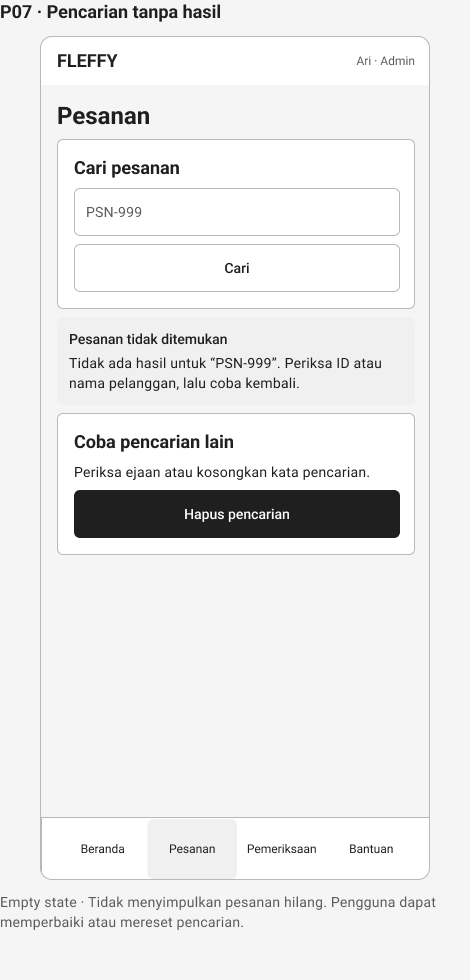 P07 · Pencarian tanpa hasil
FLEFFY
Ari · Admin
Pesanan
Cari pesanan
PSN-999
Cari
Pesanan tidak ditemukan
Tidak ada hasil untuk “PSN-999”. Periksa ID atau
nama pelanggan, lalu coba kembali.
Coba pencarian lain
Periksa ejaan atau kosongkan kata pencarian.
Hapus pencarian
Beranda
Pesanan
Pemeriksaan
Bantuan
Empty state · Tidak menyimpulkan pesanan hilang. Pengguna dapat
memperbaiki atau mereset pencarian.